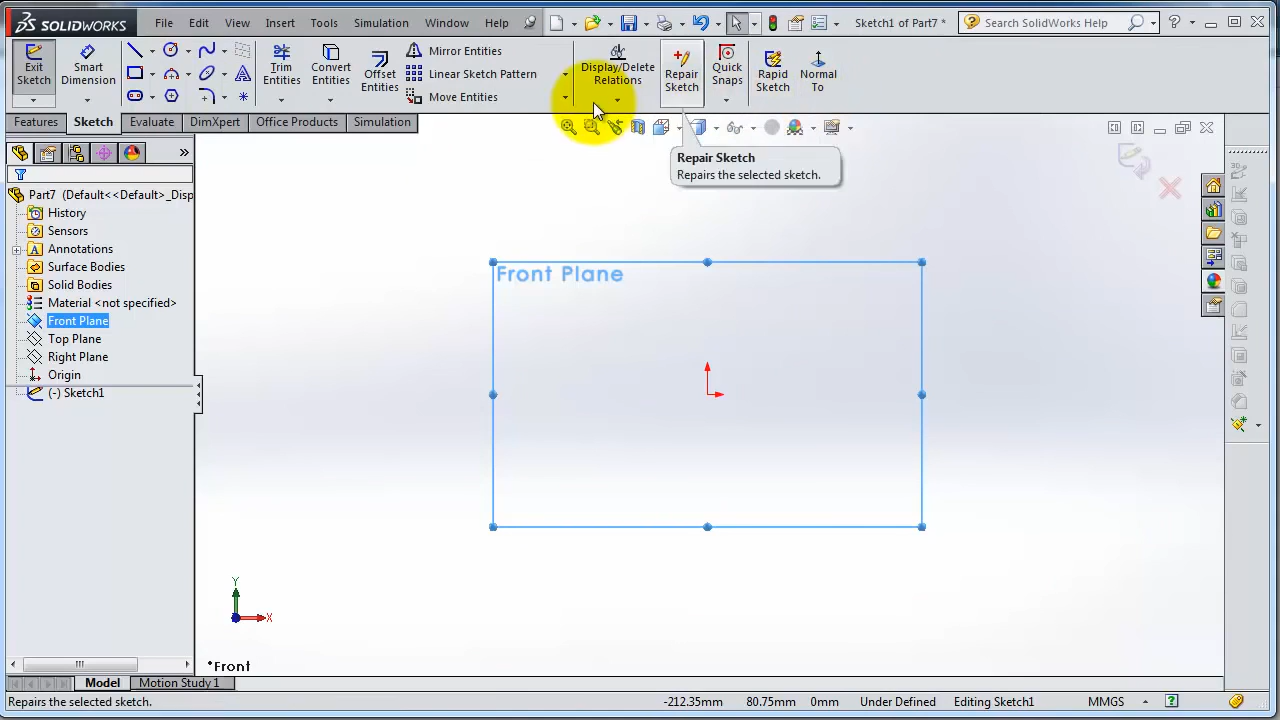 SOLIDWORKS
File Edit View Insert Tools Simulation Window Help
Sketch1 of Part7 *
Search SolidWorks Help
Exit Sketch
Smart Dimension
Trim Entities
Convert Entities
Offset Entities
Mirror Entities
Linear Sketch Pattern
Move Entities
Display/Delete Relations
Repair Sketch
Quick Snaps
Rapid Sketch
Normal To
Features Sketch Evaluate DimXpert Office Products Simulation
Repair Sketch
Repairs the selected sketch.
Part7 (Default<<Default>_Disp
History
Sensors
Annotations
Surface Bodies
Solid Bodies
Material <not specified>
Front Plane
Top Plane
Right Plane
Origin
(-) Sketch1
Front Plane
Y
X
*Front
Model Motion Study 1
Repairs the selected sketch.
-212.35mm 80.75mm 0mm Under Defined Editing Sketch1 MMGS